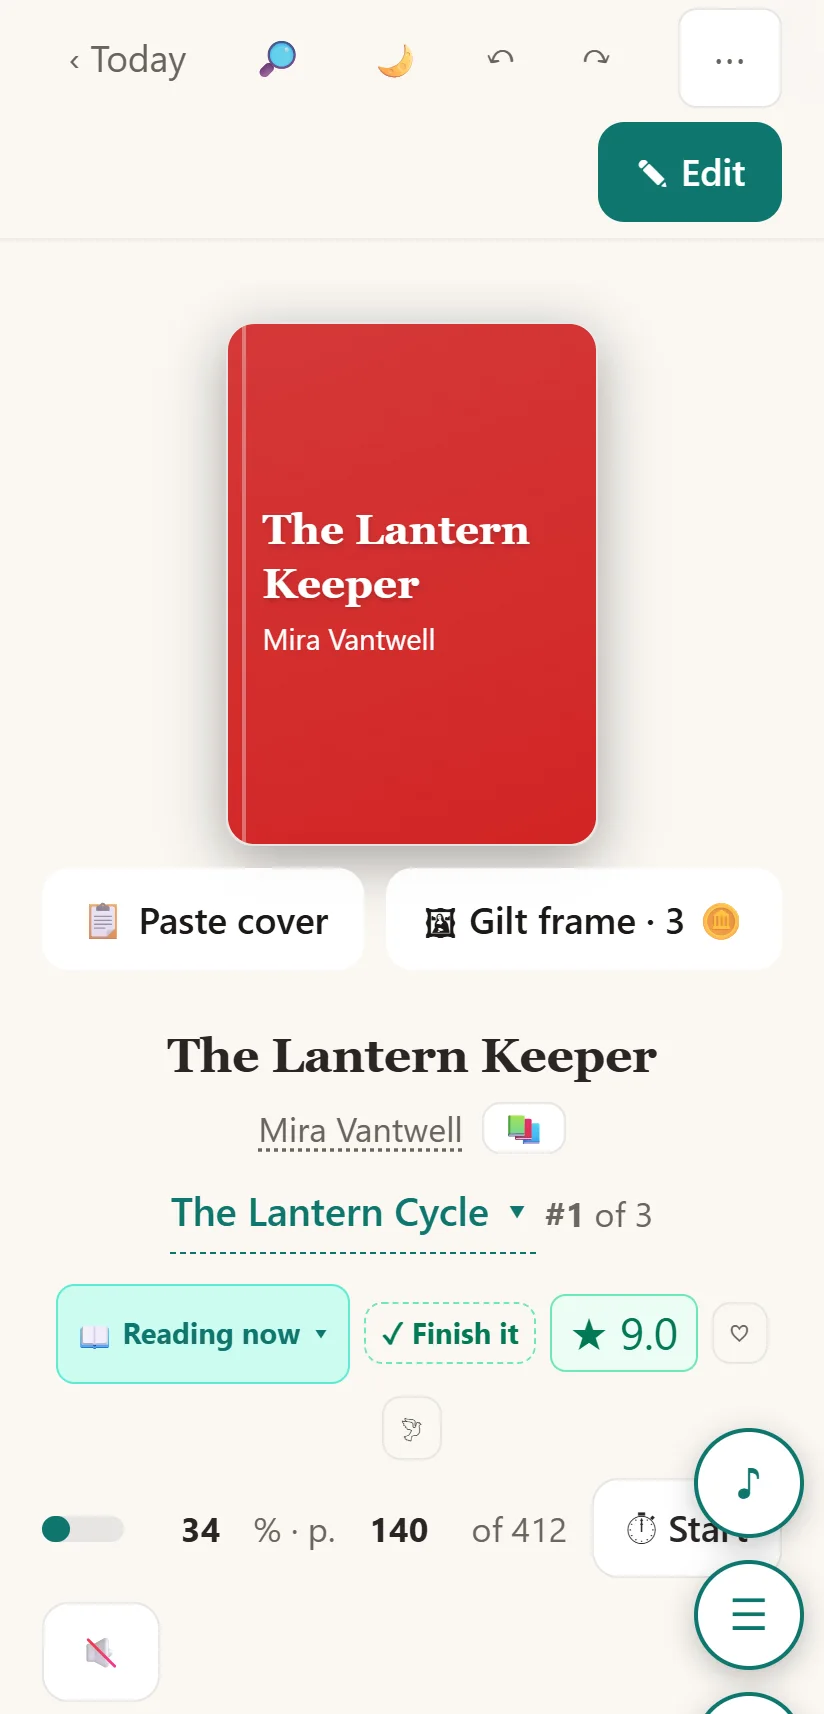 ‹ Today
...
Edit
The Lantern
Keeper
Mira Vantwell
Paste cover
Gilt frame · 3
The Lantern Keeper
Mira Vantwell
The Lantern Cycle ▼ #1 of 3
Reading now ▼ ✓ Finish it ★ 9.0 ♡
♪
34 % · p. 140 of 412 Start
☰